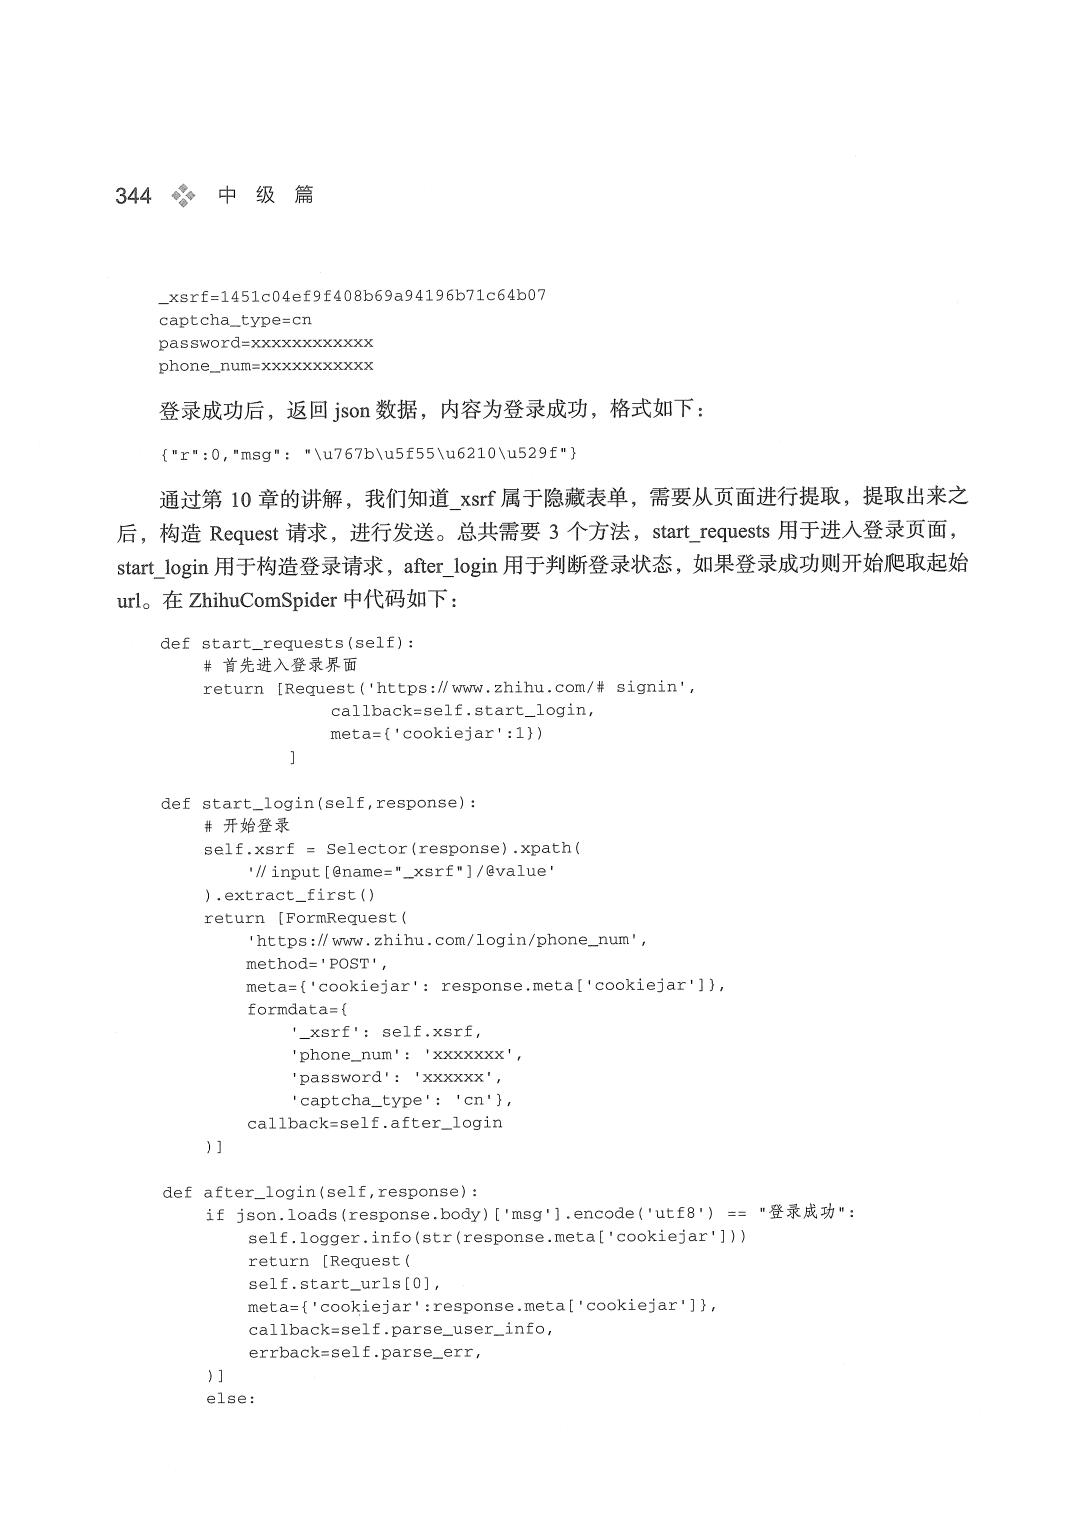 344 中 级 篇
_xsrf=1451c04ef9f408b69a94196b71c64b07
captcha_type=cn
password=xxxxxxxxxxxx
phone_num=xxxxxxxxxxx
登录成功后，返回 json 数据，内容为登录成功，格式如下：
{"r":0,"msg": "\u767b\u5f55\u6210\u529f"}
通过第 10 章的讲解，我们知道_xsrf 属于隐藏表单，需要从页面进行提取，提取出来之
后，构造 Request 请求，进行发送。总共需要 3 个方法，start_requests 用于进入登录页面，
start_login 用于构造登录请求，after_login 用于判断登录状态，如果登录成功则开始爬取起始
url。在 ZhihuComSpider 中代码如下：
def start_requests(self):
    # 首先进入登录界面
    return [Request('https://www.zhihu.com/# signin',
                callback=self.start_login,
                meta={'cookiejar':1})
            ]
def start_login(self,response):
    # 开始登录
    self.xsrf = Selector(response).xpath(
        '//input[@name="_xsrf"]/@value'
    ).extract_first()
    return [FormRequest(
        'https://www.zhihu.com/login/phone_num',
        method='POST',
        meta={'cookiejar': response.meta['cookiejar']},
        formdata={
            '_xsrf': self.xsrf,
            'phone_num': 'xxxxxxx',
            'password': 'xxxxxx',
            'captcha_type': 'cn'},
        callback=self.after_login
    )]
def after_login(self,response):
    if json.loads(response.body)['msg'].encode('utf8') == "登录成功":
        self.logger.info(str(response.meta['cookiejar']))
        return [Request(
        self.start_urls[0],
        meta={'cookiejar':response.meta['cookiejar']},
        callback=self.parse_user_info,
        errback=self.parse_err,
    )]
    else: